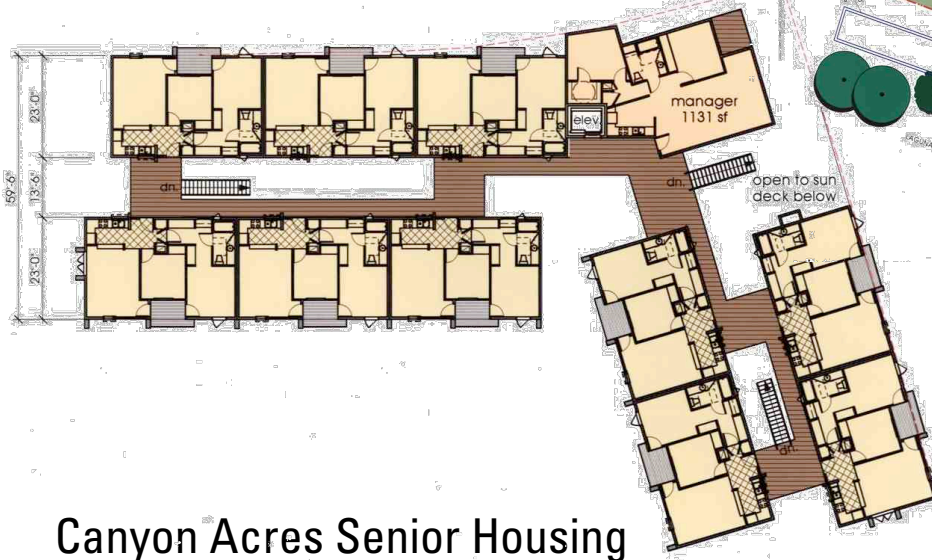 manager
1131 sf
elev.
23'-0"
13'-6"
59'-6"
23'-0"
dn.
dn.
open to sun
deck below
dn.
Canyon Acres Senior Housing